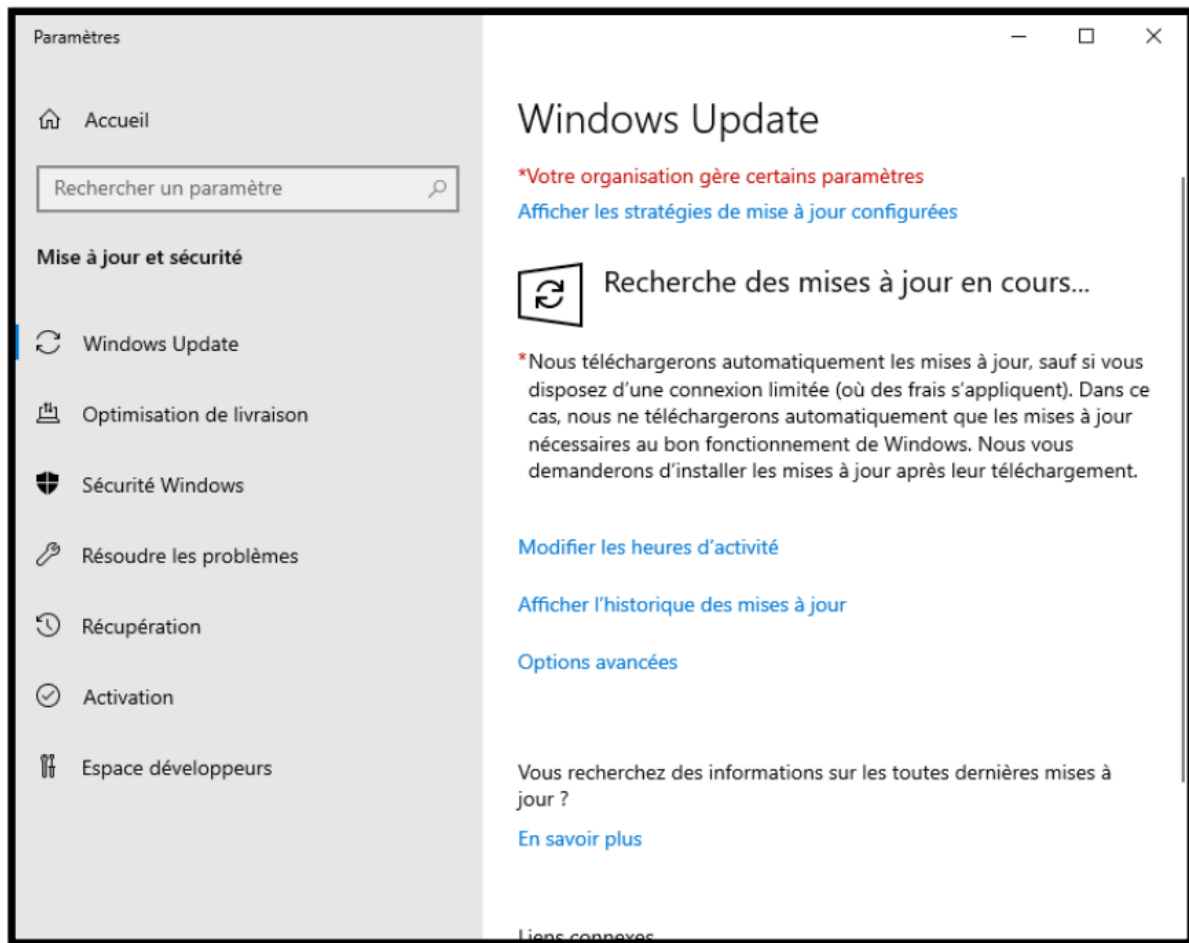 Paramètres
Accueil
Rechercher un paramètre
Mise à jour et sécurité
Windows Update
Optimisation de livraison
Sécurité Windows
Résoudre les problèmes
Récupération
Activation
Espace développeurs
Windows Update
*Votre organisation gère certains paramètres
Afficher les stratégies de mise à jour configurées
Recherche des mises à jour en cours...
*Nous téléchargerons automatiquement les mises à jour, sauf si vous
disposez d’une connexion limitée (où des frais s’appliquent). Dans ce
cas, nous ne téléchargerons automatiquement que les mises à jour
nécessaires au bon fonctionnement de Windows. Nous vous
demanderons d’installer les mises à jour après leur téléchargement.
Modifier les heures d’activité
Afficher l’historique des mises à jour
Options avancées
Vous recherchez des informations sur les toutes dernières mises à
jour ?
En savoir plus
Liens connexes